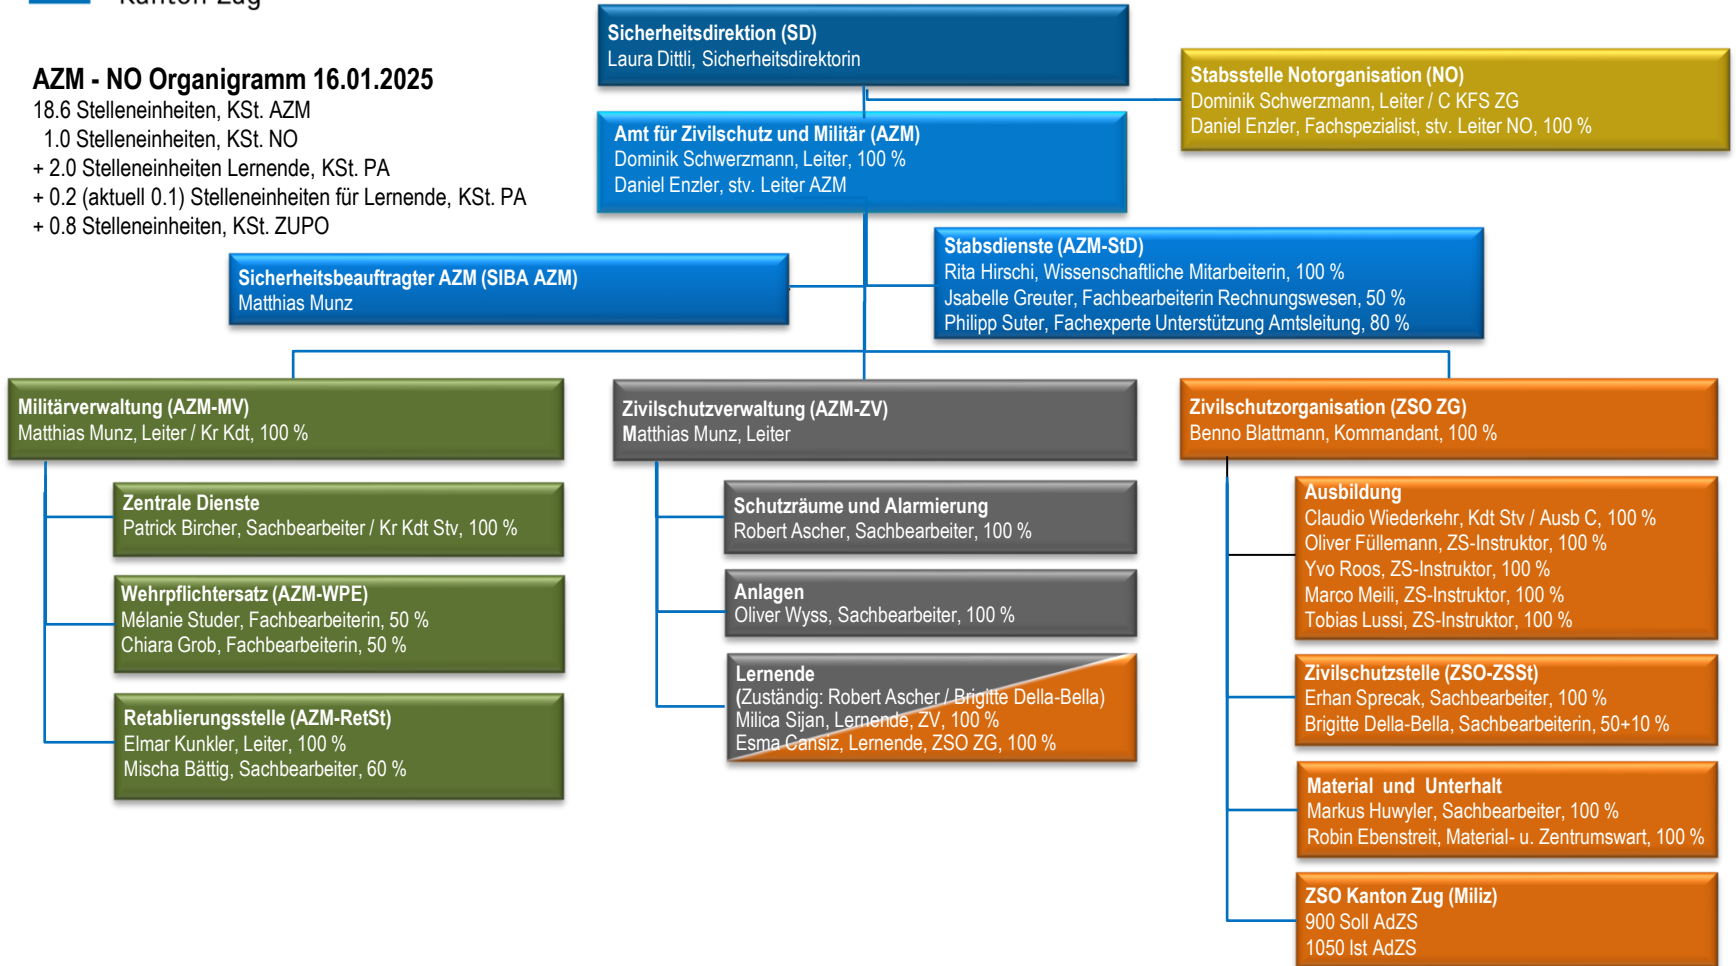 Kanton Zug
AZM - NO Organigramm 16.01.2025
18.6 Stelleneinheiten, KSt. AZM
1.0 Stelleneinheiten, KSt. NO
+ 2.0 Stelleneinheiten Lernende, KSt. PA
+ 0.2 (aktuell 0.1) Stelleneinheiten für Lernende, KSt. PA
+ 0.8 Stelleneinheiten, KSt. ZUPO
Sicherheitsdirektion (SD)
Laura Dittli, Sicherheitsdirektorin
Stabsstelle Notorganisation (NO)
Dominik Schwerzmann, Leiter / C KFS ZG
Daniel Enzler, Fachspezialist, stv. Leiter NO, 100 %
Amt für Zivilschutz und Militär (AZM)
Dominik Schwerzmann, Leiter, 100 %
Daniel Enzler, stv. Leiter AZM
Sicherheitsbeauftragter AZM (SIBA AZM)
Matthias Munz
Stabsdienste (AZM-StD)
Rita Hirschi, Wissenschaftliche Mitarbeiterin, 100 %
Jsabelle Greuter, Fachbearbeiterin Rechnungswesen, 50 %
Philipp Suter, Fachexperte Unterstützung Amtsleitung, 80 %
Militärverwaltung (AZM-MV)
Matthias Munz, Leiter / Kr Kdt, 100 %
Zentrale Dienste
Patrick Bircher, Sachbearbeiter / Kr Kdt Stv, 100 %
Wehrpflichtersatz (AZM-WPE)
Mélanie Studer, Fachbearbeiterin, 50 %
Chiara Grob, Fachbearbeiterin, 50 %
Retablierungsstelle (AZM-RetSt)
Elmar Kunkler, Leiter, 100 %
Mischa Bättig, Sachbearbeiter, 60 %
Zivilschutzverwaltung (AZM-ZV)
Matthias Munz, Leiter
Schutzräume und Alarmierung
Robert Ascher, Sachbearbeiter, 100 %
Anlagen
Oliver Wyss, Sachbearbeiter, 100 %
Lernende
(Zuständig: Robert Ascher / Brigitte Della-Bella)
Milica Sijan, Lernende, ZV, 100 %
Esma Cansiz, Lernende, ZSO ZG, 100 %
Zivilschutzorganisation (ZSO ZG)
Benno Blattmann, Kommandant, 100 %
Ausbildung
Claudio Wiederkehr, Kdt Stv / Ausb C, 100 %
Oliver Füllemann, ZS-Instruktor, 100 %
Yvo Roos, ZS-Instruktor, 100 %
Marco Meili, ZS-Instruktor, 100 %
Tobias Lussi, ZS-Instruktor, 100 %
Zivilschutzstelle (ZSO-ZSSt)
Erhan Sprecak, Sachbearbeiter, 100 %
Brigitte Della-Bella, Sachbearbeiterin, 50+10 %
Material und Unterhalt
Markus Huwyler, Sachbearbeiter, 100 %
Robin Ebenstreit, Material- u. Zentrumswart, 100 %
ZSO Kanton Zug (Miliz)
900 Soll AdZS
1050 Ist AdZS